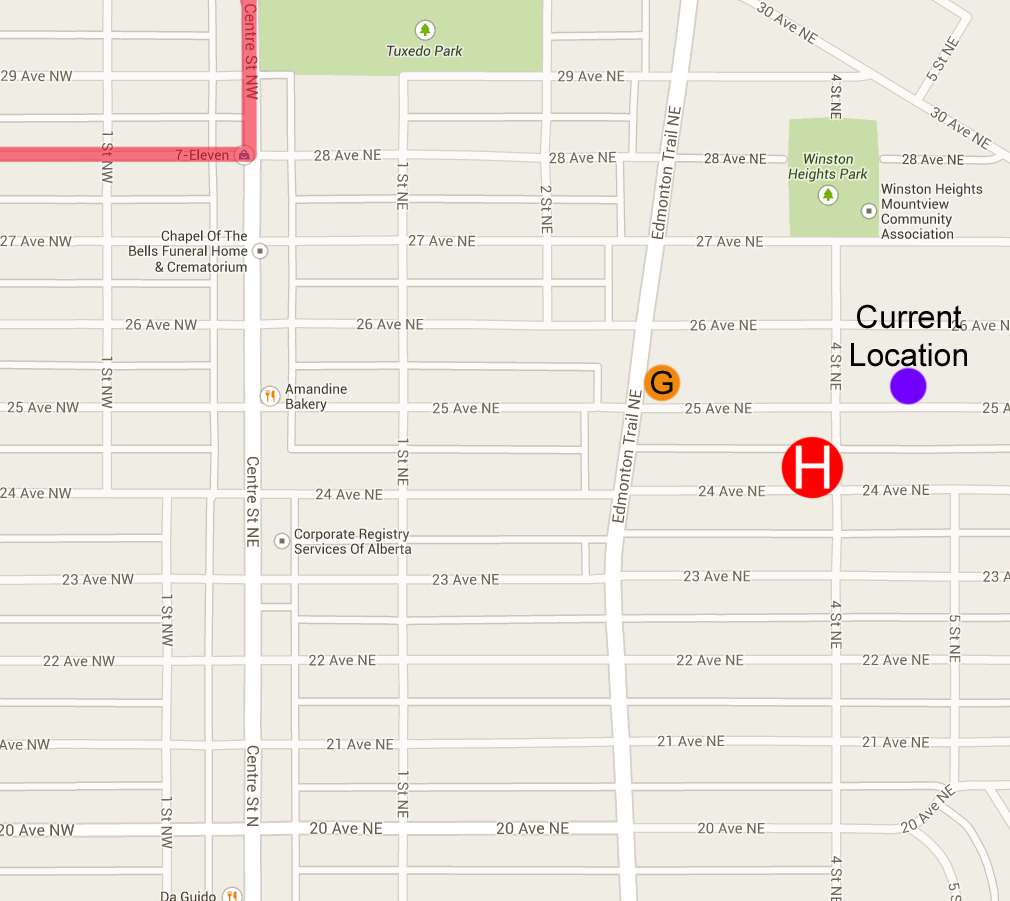 Centre St NW
30 Ave NE
Tuxedo Park
5 St NE
29 Ave NW
29 Ave NE
4 St NE
30 Ave NE
Edmonton Trail NE
1 St NW
7-Eleven
28 Ave NE
28 Ave NE
28 Ave NE
28 Ave NE
Winston
Heights Park
1 St NE
2 St NE
Winston Heights
Mountview
Community
Association
27 Ave NW
Chapel Of The
Bells Funeral Home
& Crematorium
27 Ave NE
27 Ave NE
26 Ave NW
26 Ave NE
26 Ave NE
26 Ave N
Current
Location
1 St NW
4 St NE
G
Amandine
Bakery
25 Ave NW
25 Ave NE
25 Ave NE
25 A
Edmonton Trail NE
1 St NE
H
24 Ave NW
Centre St NE
24 Ave NE
24 Ave NE
24 Ave NE
Corporate Registry
Services Of Alberta
23 Ave NW
23 Ave NE
23 Ave NE
23 A
1 St NW
4 St NE
5 St NE
22 Ave NW
22 Ave NE
22 Ave NE
22 Ave NE
Ave NW
21 Ave NE
21 Ave NE
21 Ave NE
Centre St N
1 St NE
1 St NW
20 Ave NW
20 Ave NE
20 Ave NE
20 Ave NE
20 Ave NE
4 St NE
5 S
Da Guido